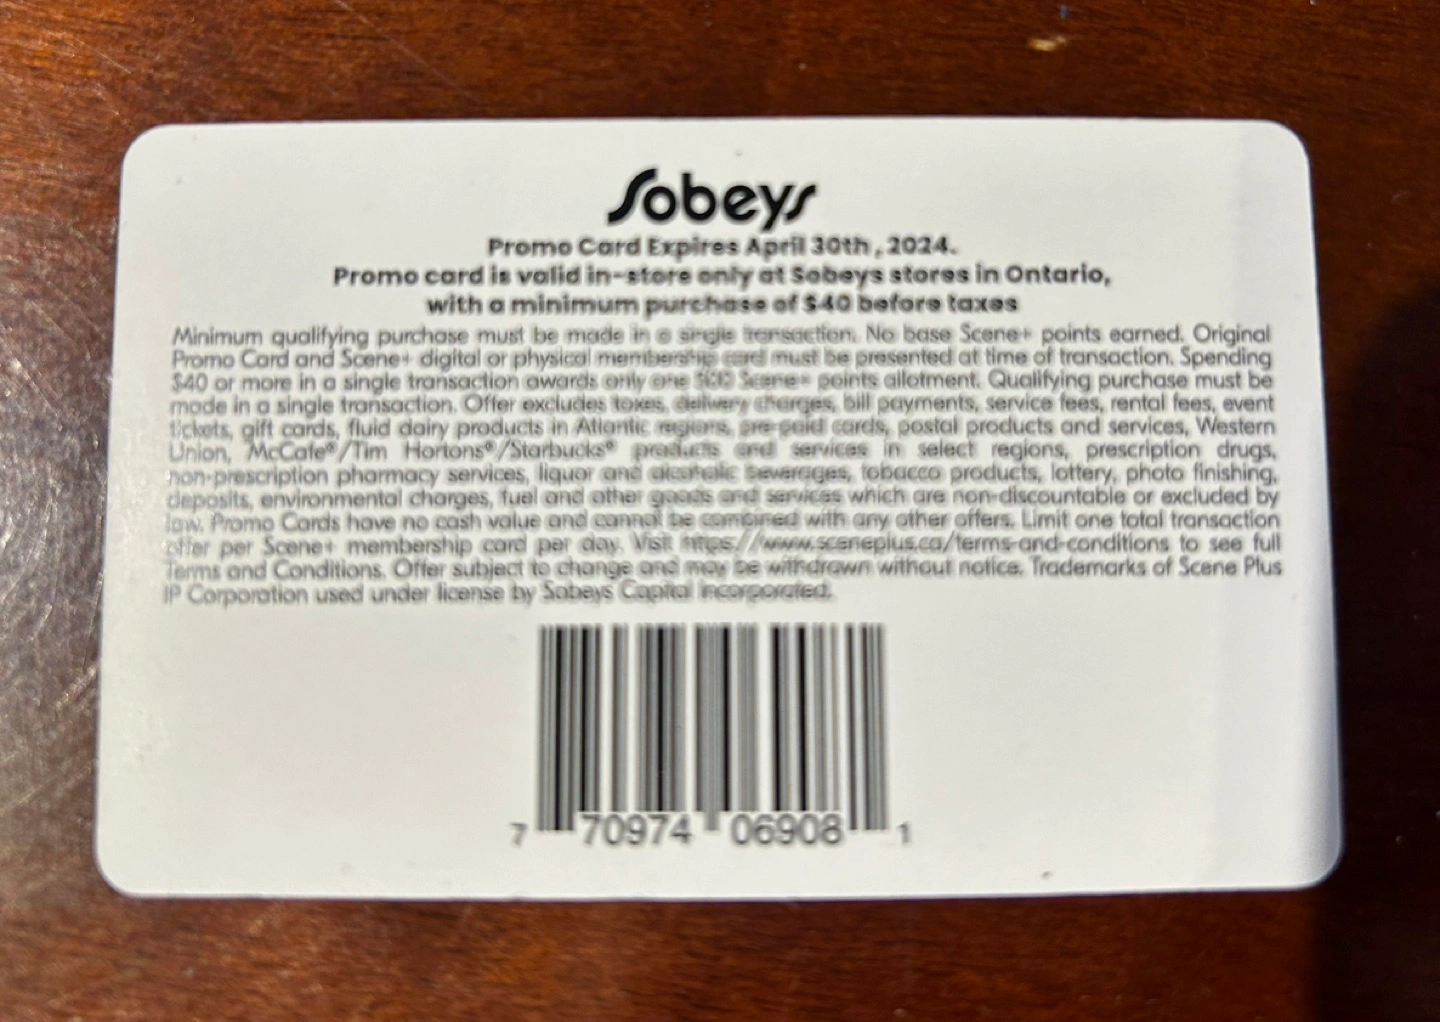 Sobeys
Promo Card Expires April 30th, 2024.
Promo card is valid in-store only at Sobeys stores in Ontario,
with a minimum purchase of $40 before taxes
Minimum qualifying purchase must be made in a single transaction. No base Scene+ points earned. Original
Promo Card and Scene+ digital or physical membership card must be presented at time of transaction. Spending
$40 or more in a single transaction awards only one 500 Scene+ points allotment. Qualifying purchase must be
made in a single transaction. Offer excludes taxes, delivery charges, bill payments, service fees, rental fees, event
tickets, gift cards, fluid dairy products in Atlantic regions, pre-paid cards, postal products and services, Western
Union, McCafe®/Tim Hortons®/Starbucks® products and services in select regions, prescription drugs,
non-prescription pharmacy services, liquor and alcoholic beverages, tobacco products, lottery, photo finishing,
deposits, environmental charges, fuel and other goods and services which are non-discountable or excluded by
law. Promo Cards have no cash value and cannot be combined with any other offers. Limit one total transaction
offer per Scene+ membership card per day. Visit https://www.sceneplus.ca/terms-and-conditions to see full
Terms and Conditions. Offer subject to change and may be withdrawn without notice. Trademarks of Scene Plus
IP Corporation used under license by Sobeys Capital Incorporated.
7 70974 06908 1